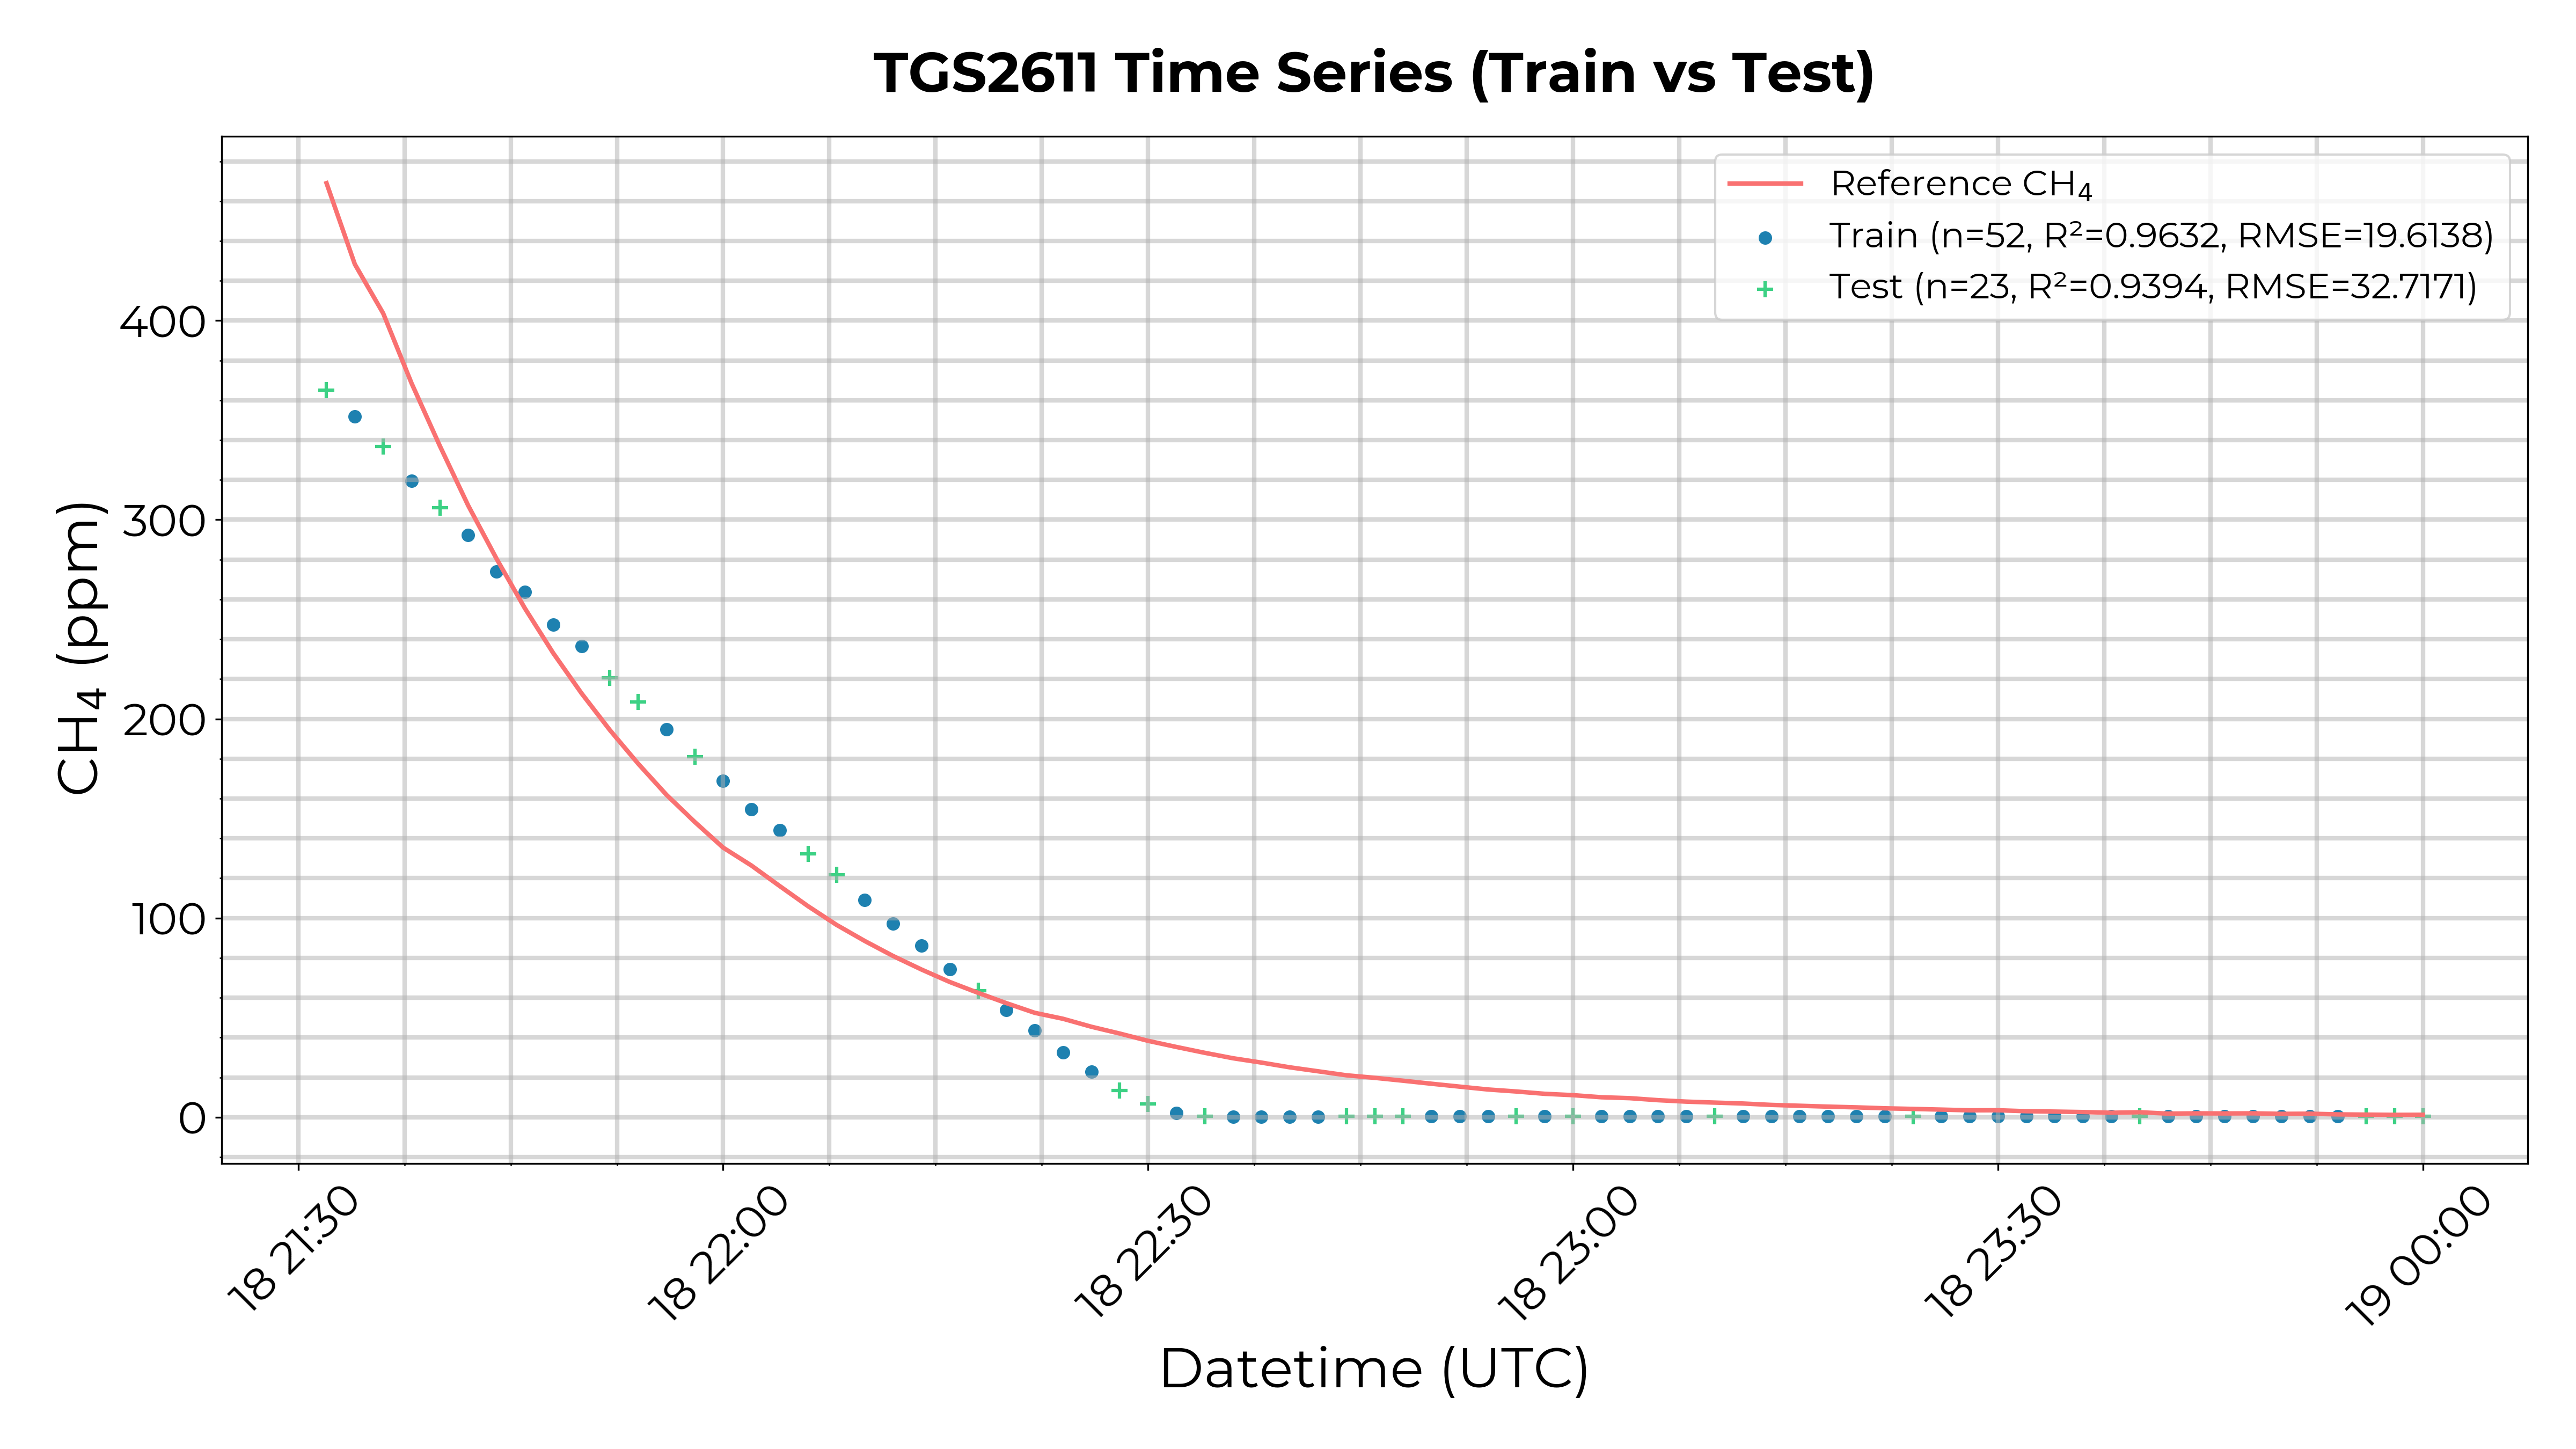 TGS2611 Time Series (Train vs Test)
Reference CH₄
Train (n=52, R²=0.9632, RMSE=19.6138)
Test (n=23, R²=0.9394, RMSE=32.7171)
CH₄ (ppm)
400
300
200
100
0
18 21:30
18 22:00
18 22:30
18 23:00
18 23:30
19 00:00
Datetime (UTC)